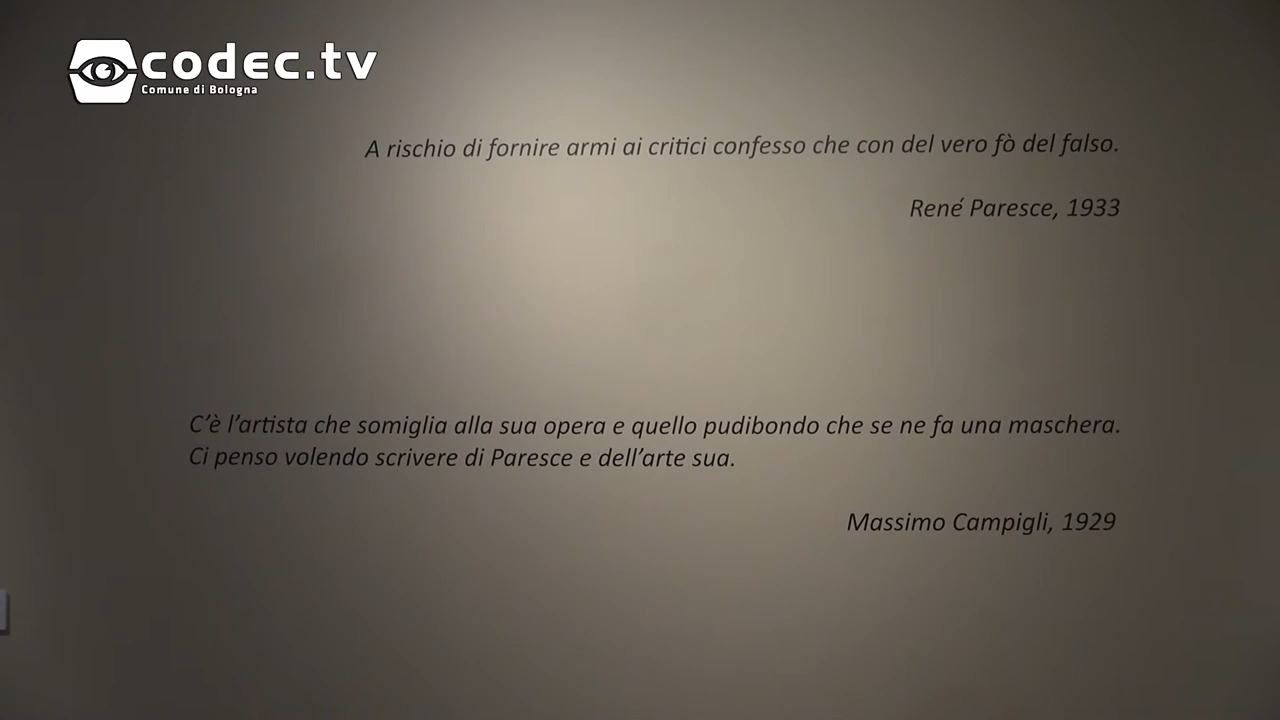 codec.tv
Comune di Bologna
A rischio di fornire armi ai critici confesso che con del vero fò del falso.
René Paresce, 1933
C’è l’artista che somiglia alla sua opera e quello pudibondo che se ne fa una maschera.
Ci penso volendo scrivere di Paresce e dell’arte sua.
Massimo Campigli, 1929